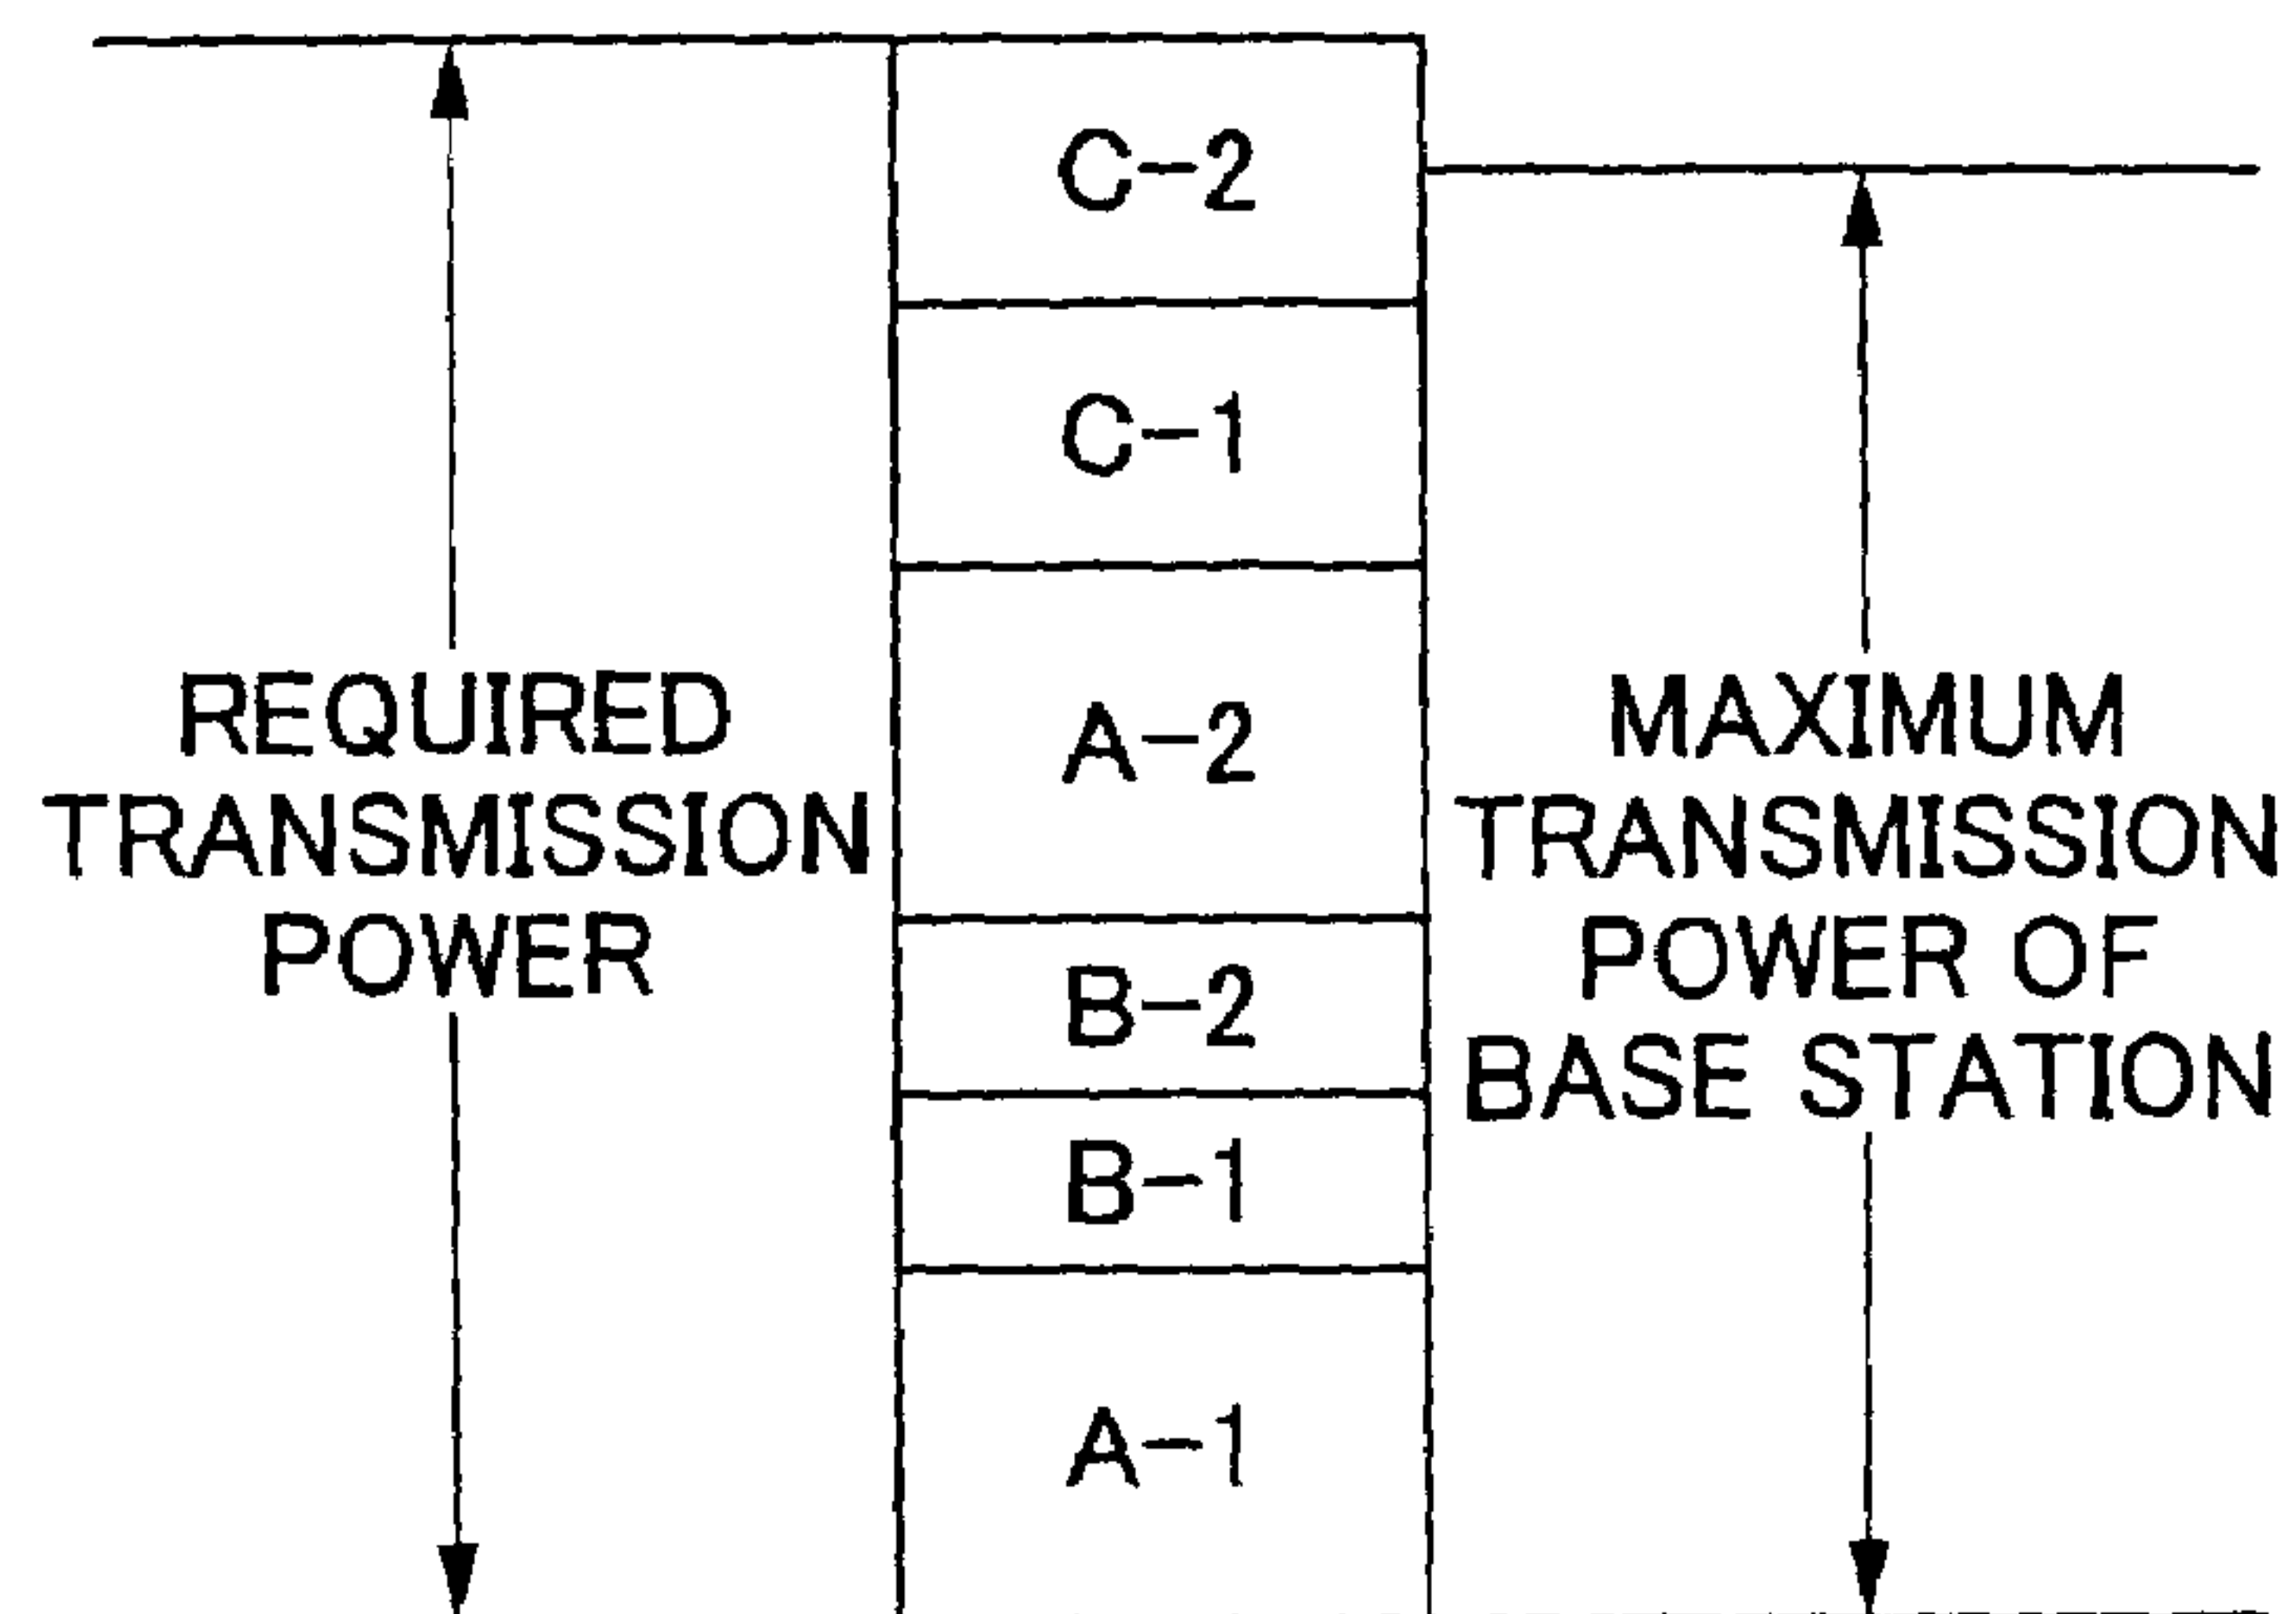 C-2
C-1
REQUIRED
TRANSMISSION
POWER
A-2
B-2
B-1
A-1
MAXIMUM
TRANSMISSION
POWER OF
BASE STATION